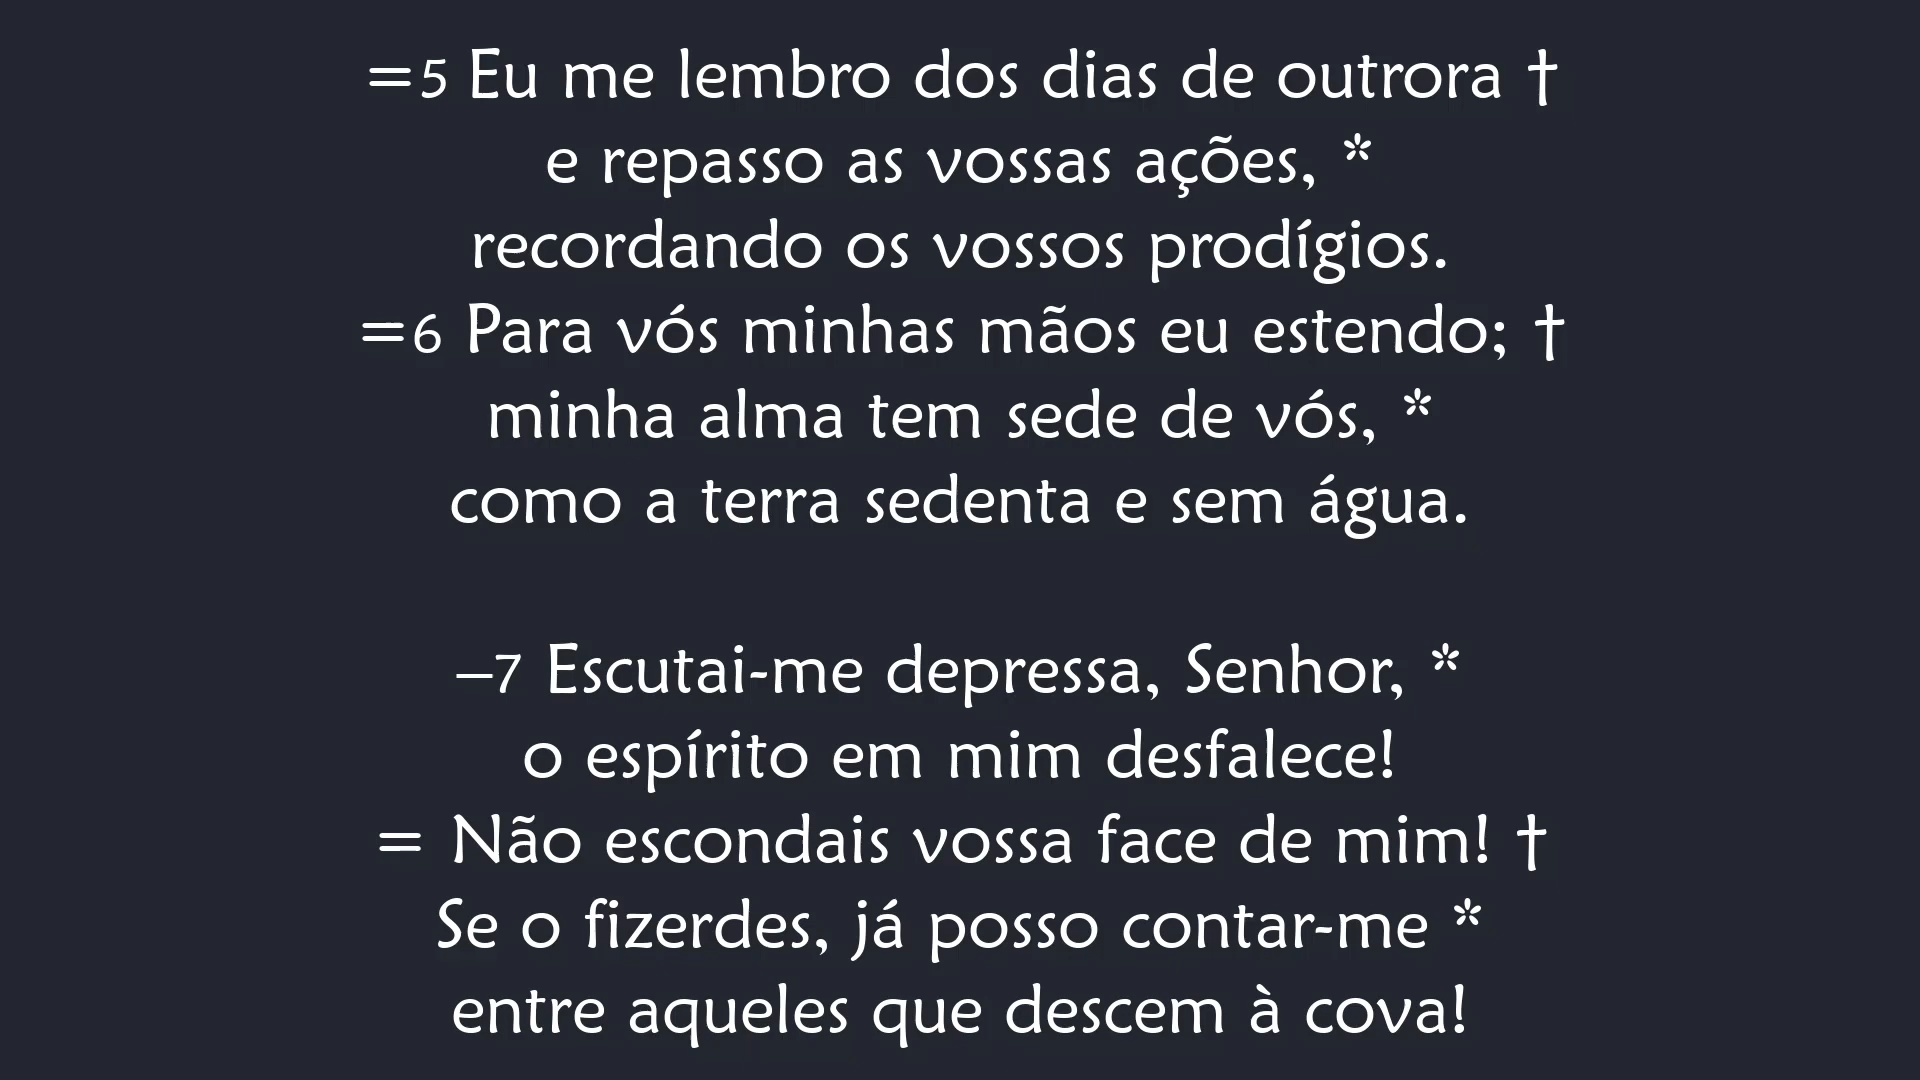 =5 Eu me lembro dos dias de outrora †
e repasso as vossas ações, *
recordando os vossos prodígios.
=6 Para vós minhas mãos eu estendo; †
minha alma tem sede de vós, *
como a terra sedenta e sem água.
–7 Escutai-me depressa, Senhor, *
o espírito em mim desfalece!
= Não escondais vossa face de mim! †
Se o fizerdes, já posso contar-me *
entre aqueles que descem à cova!